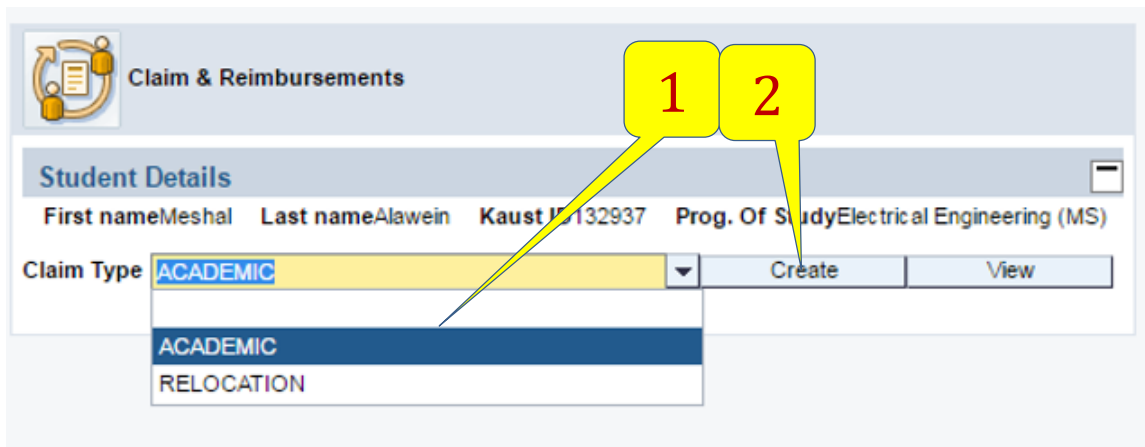 Claim & Reimbursements
1 2
Student Details
First nameMeshal Last nameAlawein Kaust ID132937 Prog. Of StudyElectrical Engineering (MS)
Claim Type ACADEMIC Create View
ACADEMIC
RELOCATION